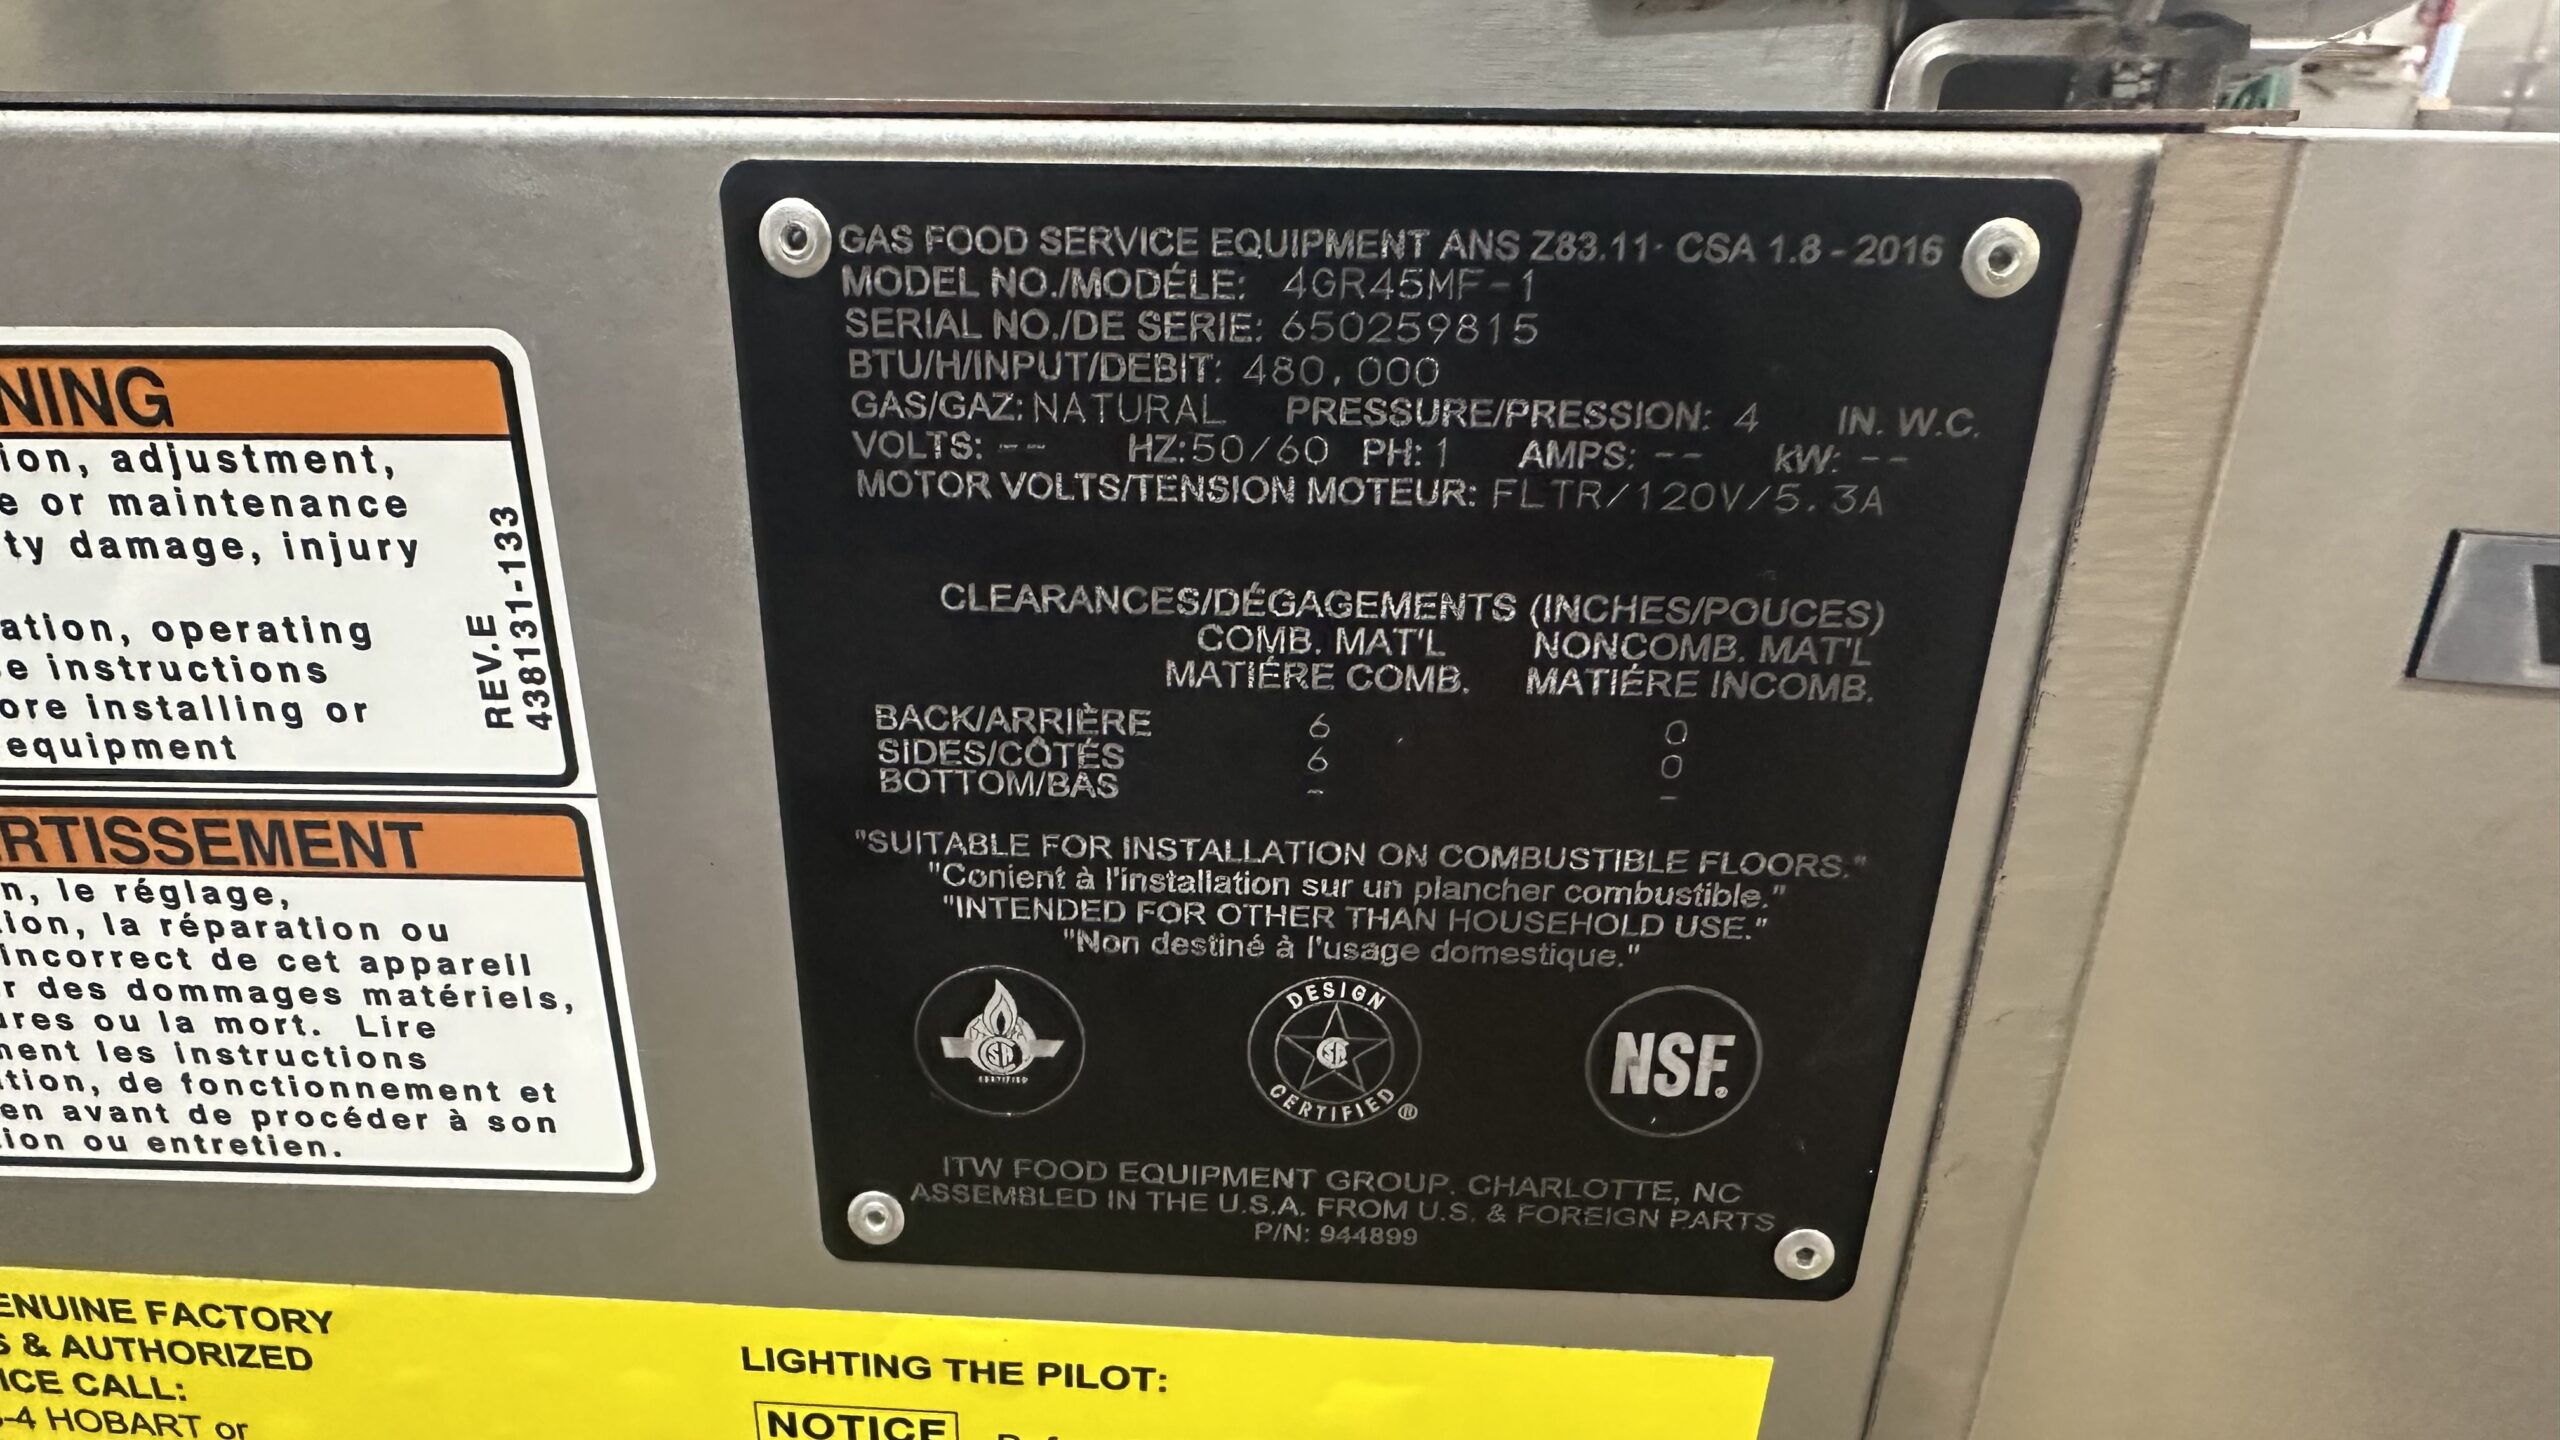 NING
ion, adjustment,
e or maintenance
ty damage, injury
ation, operating
e instructions
ore installing or
equipment
REV.E
438131-133
RTISSEMENT
n, le réglage,
ion, la réparation ou
incorrect de cet appareil
r des dommages matériels,
ures ou la mort. Lire
ment les instructions
tion, de fonctionnement et
en avant de procéder à son
ion ou entretien.
GAS FOOD SERVICE EQUIPMENT ANS Z83.11· CSA 1.8 - 2016
MODEL NO./MODÉLE: 4GR45MF-1
SERIAL NO./DE SERIE: 650259815
BTU/H/INPUT/DEBIT: 480,000
GAS/GAZ: NATURAL PRESSURE/PRESSION: 4 IN. W.C.
VOLTS: -- HZ:50/60 PH: 1 AMPS: -- kW: --
MOTOR VOLTS/TENSION MOTEUR: FLTR/120V/5.3A
CLEARANCES/DÉGAGEMENTS (INCHES/POUCES)
COMB. MAT'L NONCOMB. MAT'L
MATIÉRE COMB. MATIÉRE INCOMB.
BACK/ARRIÈRE 6 0
SIDES/CÔTÉS 6 0
BOTTOM/BAS - -
"SUITABLE FOR INSTALLATION ON COMBUSTIBLE FLOORS."
"Conient à l'installation sur un plancher combustible."
"INTENDED FOR OTHER THAN HOUSEHOLD USE."
"Non destiné à l'usage domestique."
CSA
CERTIFIED
DESIGN
CSA
CERTIFIED ®
NSF.
ITW FOOD EQUIPMENT GROUP. CHARLOTTE, NC
ASSEMBLED IN THE U.S.A. FROM U.S. & FOREIGN PARTS
P/N: 944899
ENUINE FACTORY
S & AUTHORIZED
ICE CALL:
-4 HOBART or
LIGHTING THE PILOT:
NOTICE